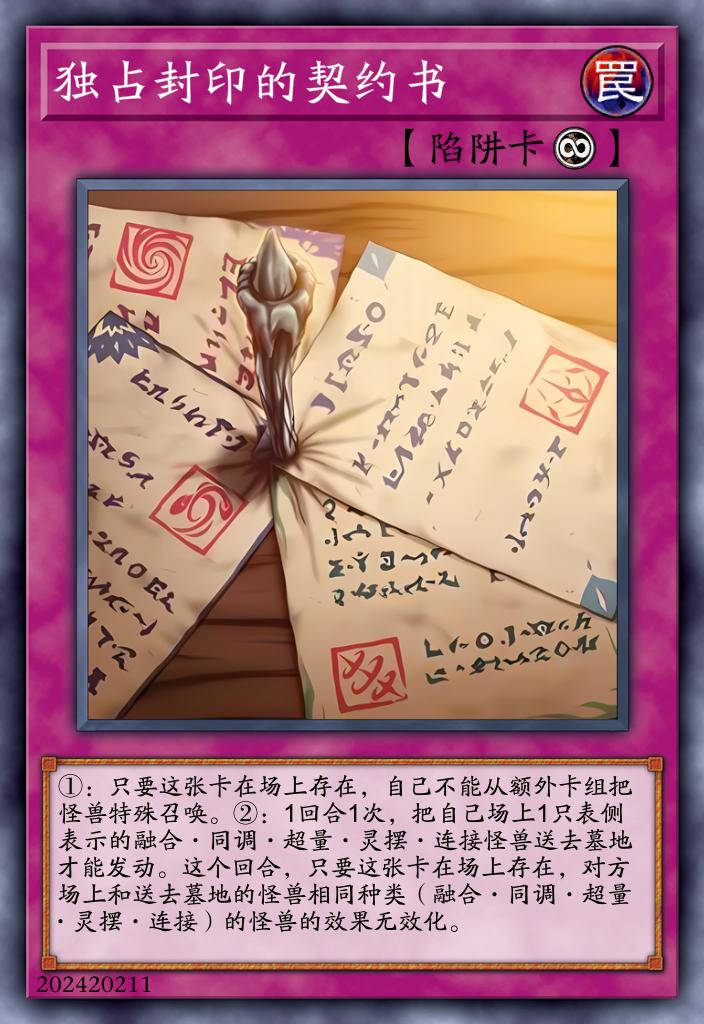 独占封印的契约书
罠
【陷阱卡∞】
①：只要这张卡在场上存在，自己不能从额外卡组把
怪兽特殊召唤。②：1回合1次，把自己场上1只表侧
表示的融合·同调·超量·灵摆·连接怪兽送去墓地
才能发动。这个回合，只要这张卡在场上存在，对方
场上和送去墓地的怪兽相同种类（融合·同调·超量
·灵摆·连接）的怪兽的效果无效化。
202420211